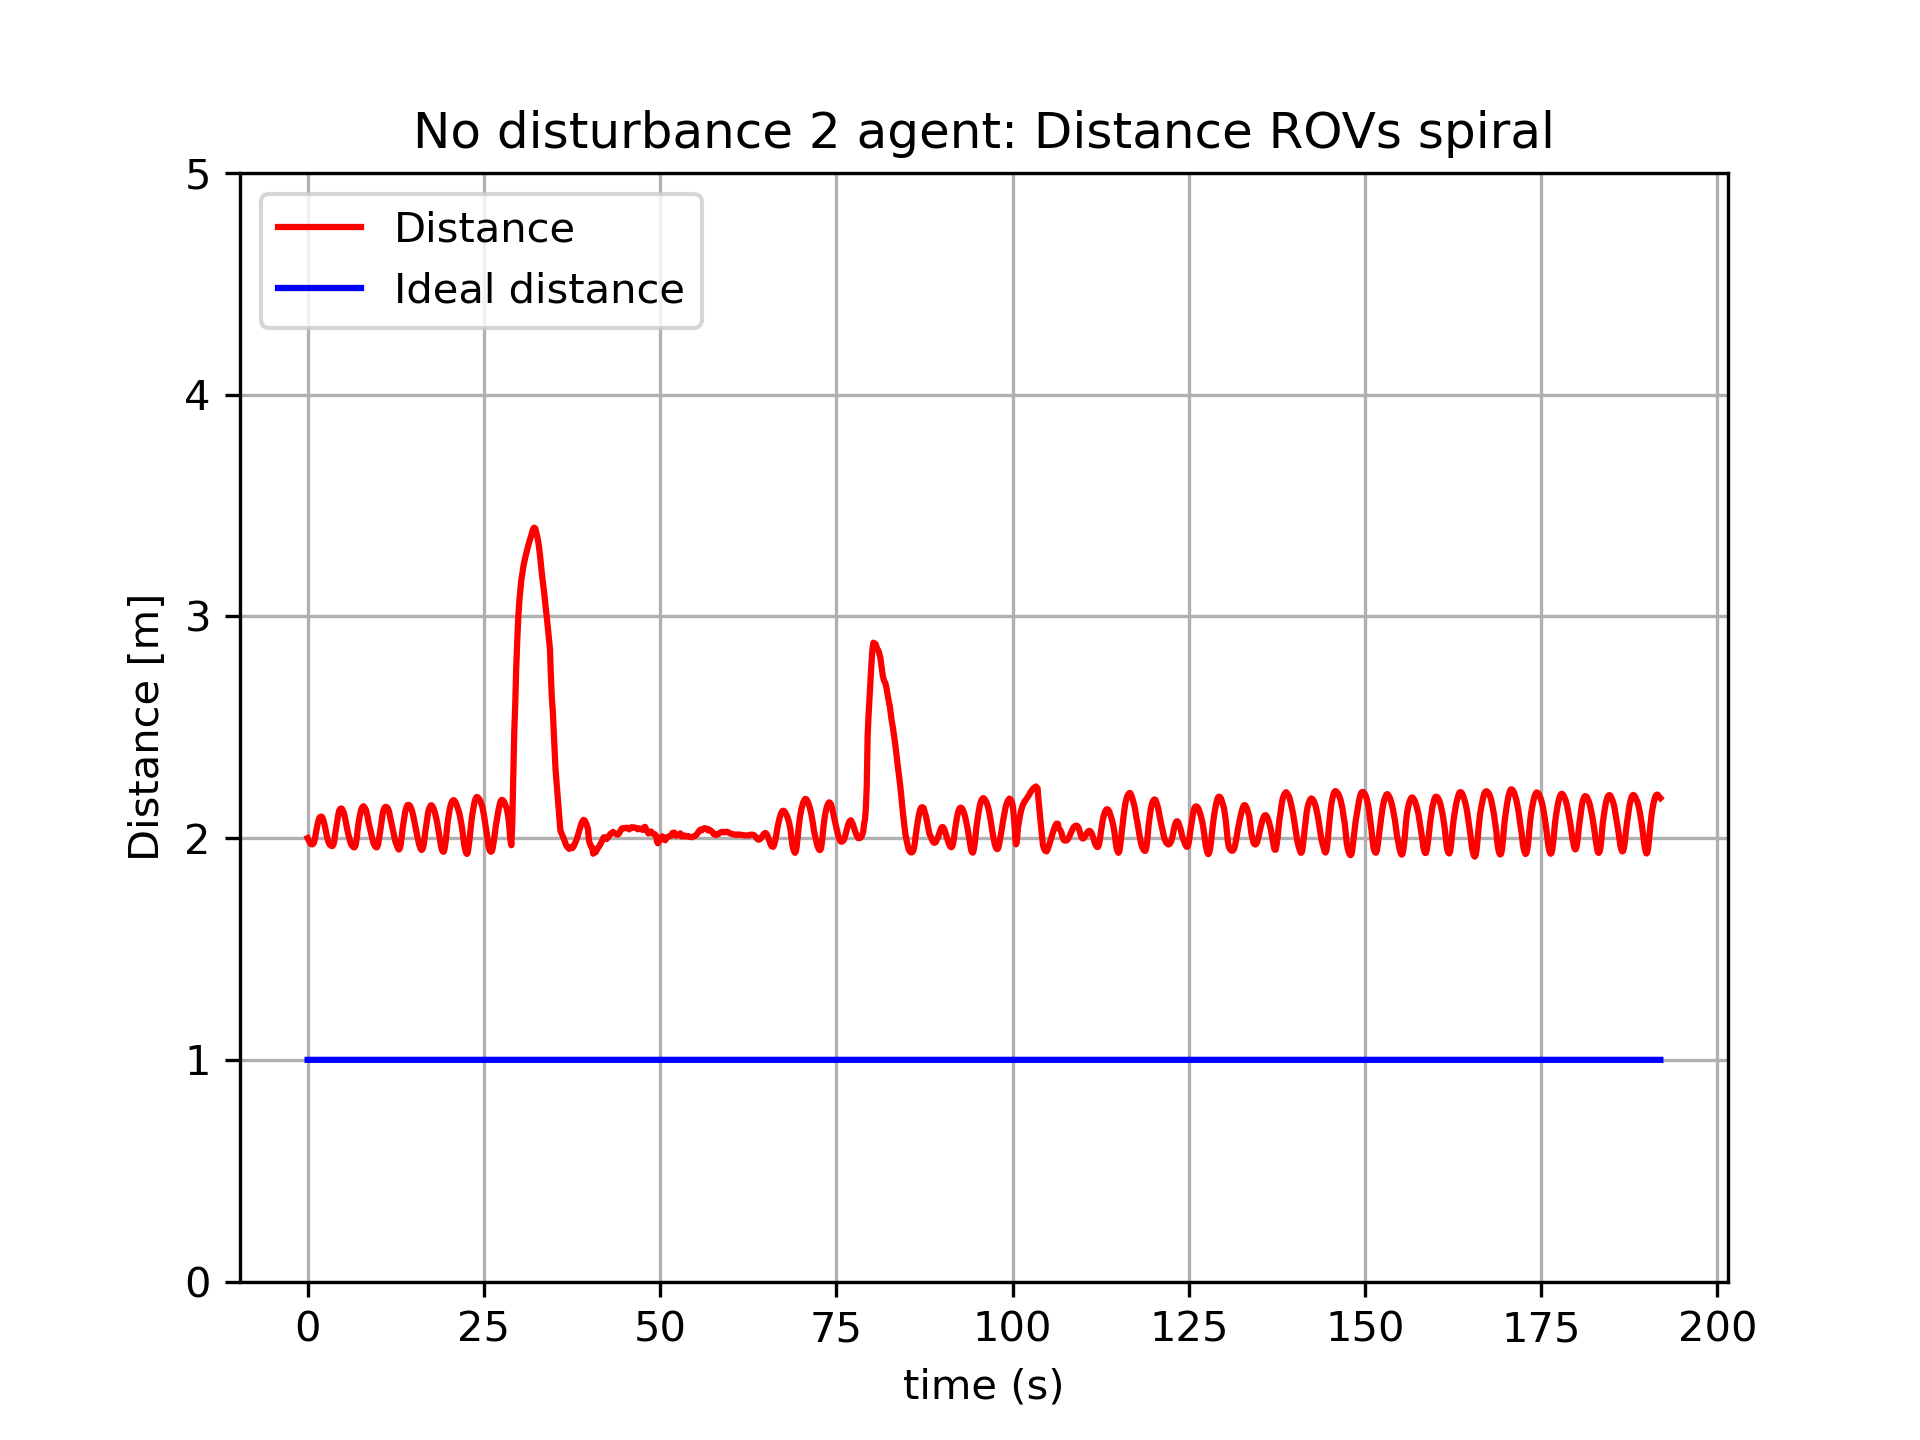 No disturbance 2 agent: Distance ROVs spiral
Distance
Ideal distance
5
4
3
2
1
0
Distance [m]
0 25 50 75 100 125 150 175 200
time (s)